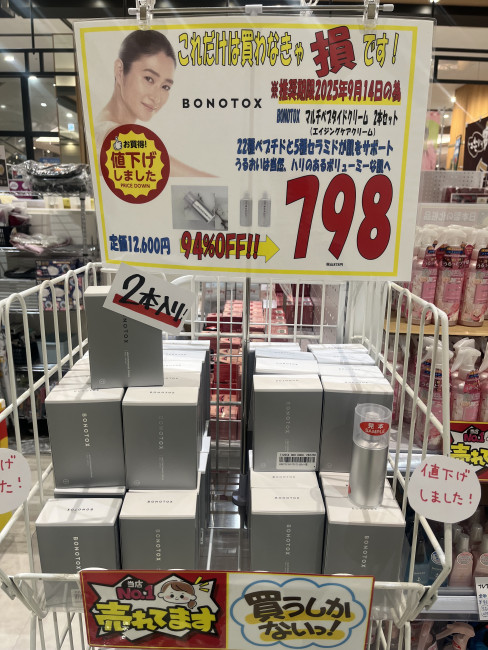 これだけは買わなきゃ損です!
※推奨期限2025年9月14日の為
BONOTOX
BONOTOX マルチペプタイドクリーム 2本セット
(エイジングケアクリーム)
22種ペプチドと5種セラミドが肌をサポート
うるおいは当然、ハリのあるボリューミーな肌へ
お買得!
値下げ
しました
PRICE DOWN
定価12,600円 94%OFF!!
798
2本入り
BONOTOX
BONOTOX
BONOTOX
BONOTOX
BONOTOX
BONOTOX
BONOTOX
BONOTOX
BONOTOX
見本
SAMPLE
値下げ
しました!
当店
No.1
売れてます
買うしか
ないっ!